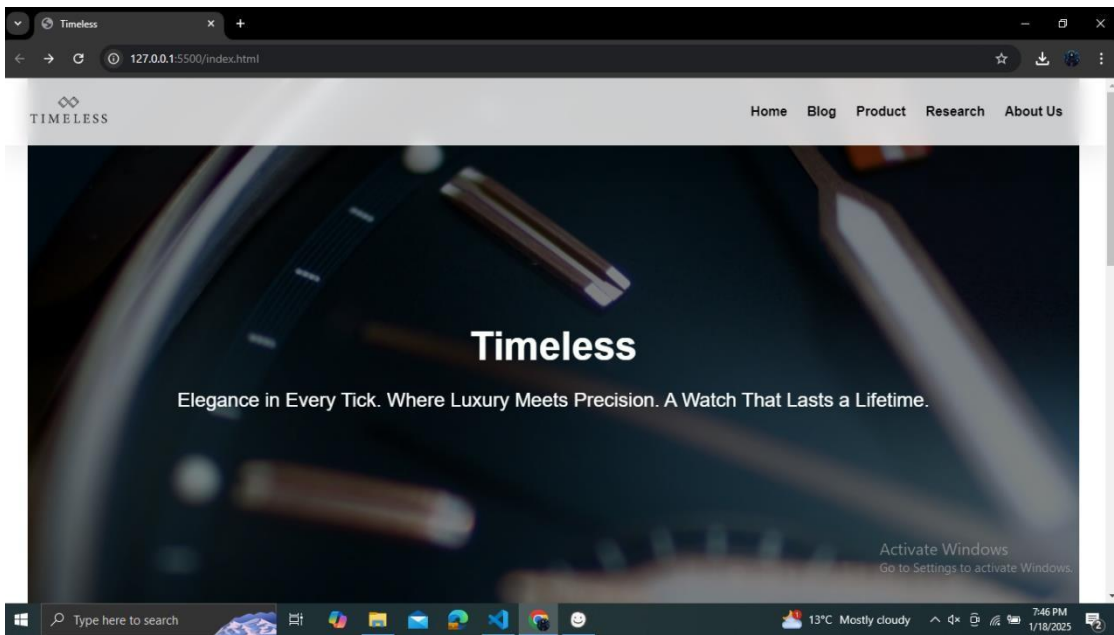 Timeless
127.0.0.1:5500/index.html
TIMELESS
Home Blog Product Research About Us
Timeless
Elegance in Every Tick. Where Luxury Meets Precision. A Watch That Lasts a Lifetime.
Activate Windows
Go to Settings to activate Windows.
Type here to search
13°C Mostly cloudy
7:46 PM
1/18/2025
2